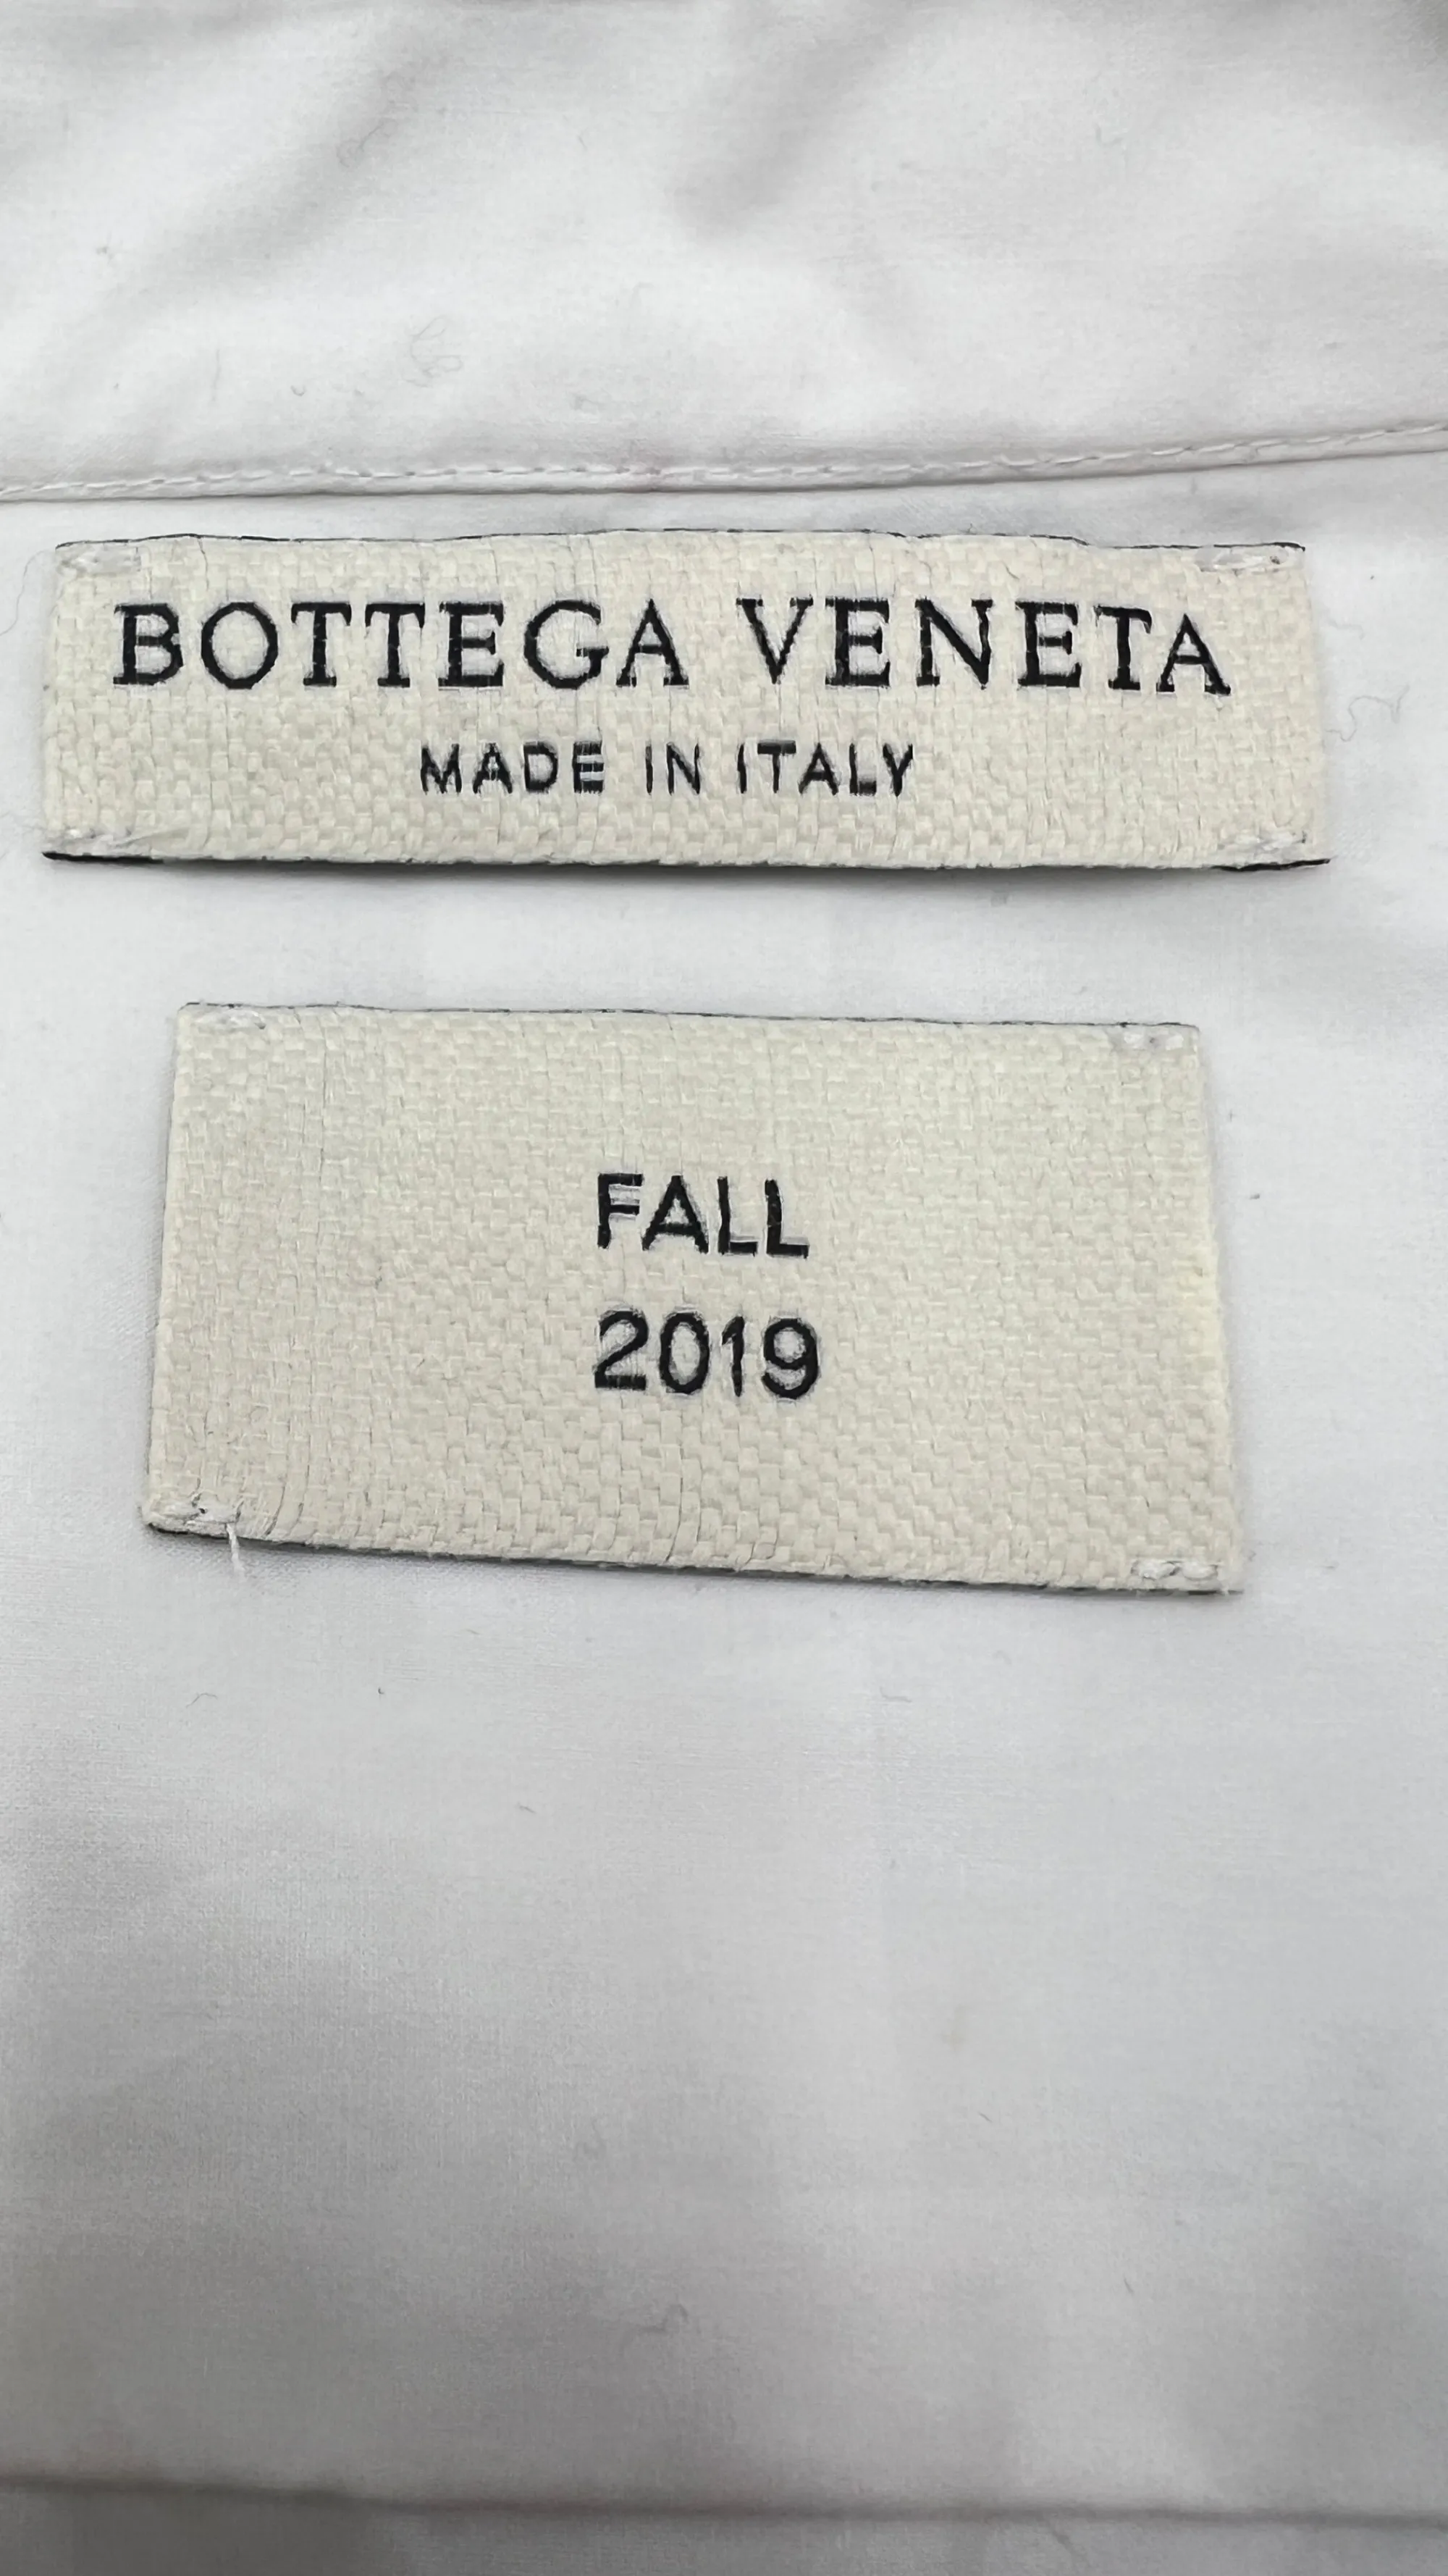 BOTTEGA VENETA
MADE IN ITALY
FALL
2019